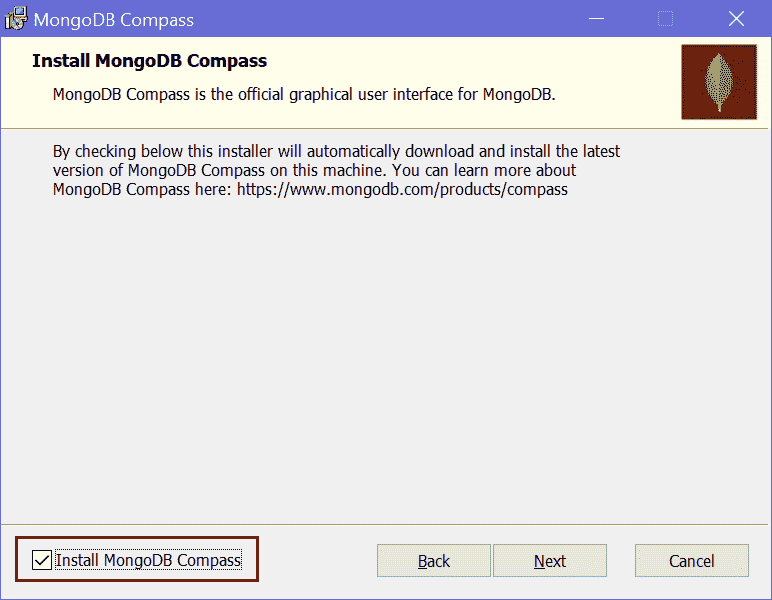 MongoDB Compass
Install MongoDB Compass
MongoDB Compass is the official graphical user interface for MongoDB.
By checking below this installer will automatically download and install the latest
version of MongoDB Compass on this machine. You can learn more about
MongoDB Compass here: https://www.mongodb.com/products/compass
Install MongoDB Compass
Back
Next
Cancel